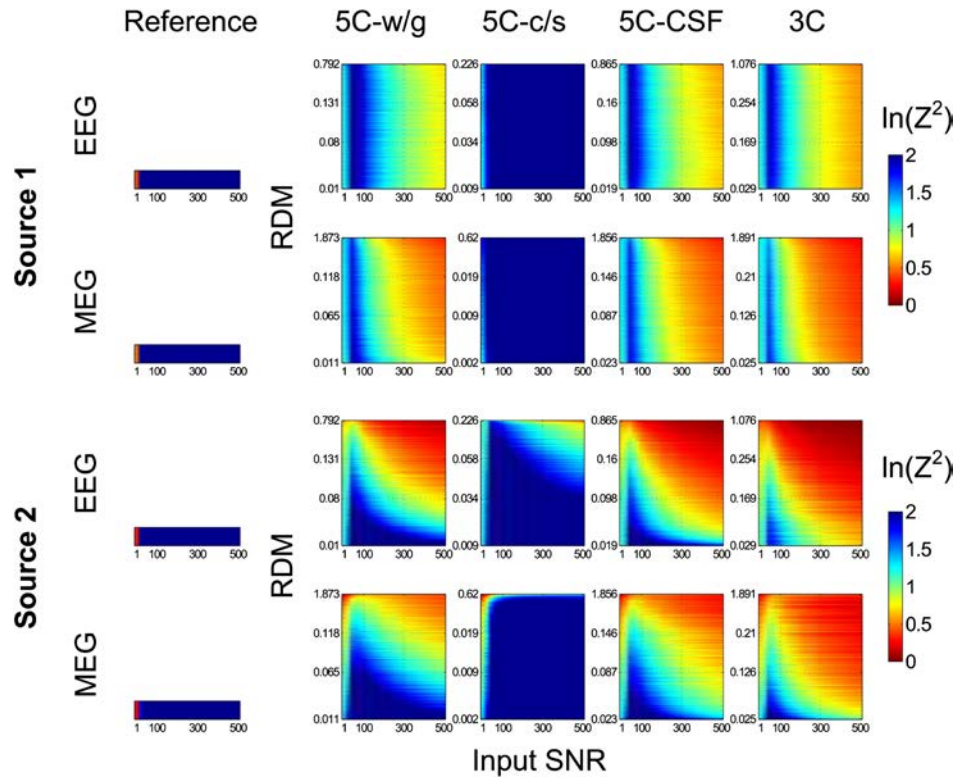 Reference 5C-w/g 5C-c/s 5C-CSF 3C
Source 1
EEG
1 100 300 500
RDM
0.792 0.131 0.08 0.01
1 100 300 500
0.226 0.058 0.034 0.009
1 100 300 500
0.865 0.16 0.098 0.019
1 100 300 500
1.076 0.254 0.169 0.029
1 100 300 500
ln(Z²)
2
1.5
1
0.5
0
MEG
1 100 300 500
1.873 0.118 0.065 0.011
1 100 300 500
0.62 0.019 0.009 0.002
1 100 300 500
1.856 0.146 0.087 0.023
1 100 300 500
1.891 0.21 0.126 0.025
1 100 300 500
Source 2
EEG
1 100 300 500
RDM
0.792 0.131 0.08 0.01
1 100 300 500
0.226 0.058 0.034 0.009
1 100 300 500
0.865 0.16 0.098 0.019
1 100 300 500
1.076 0.254 0.169 0.029
1 100 300 500
ln(Z²)
2
1.5
1
0.5
0
MEG
1 100 300 500
1.873 0.118 0.065 0.011
1 100 300 500
0.62 0.019 0.009 0.002
1 100 300 500
1.856 0.146 0.087 0.023
1 100 300 500
1.891 0.21 0.126 0.025
1 100 300 500
Input SNR